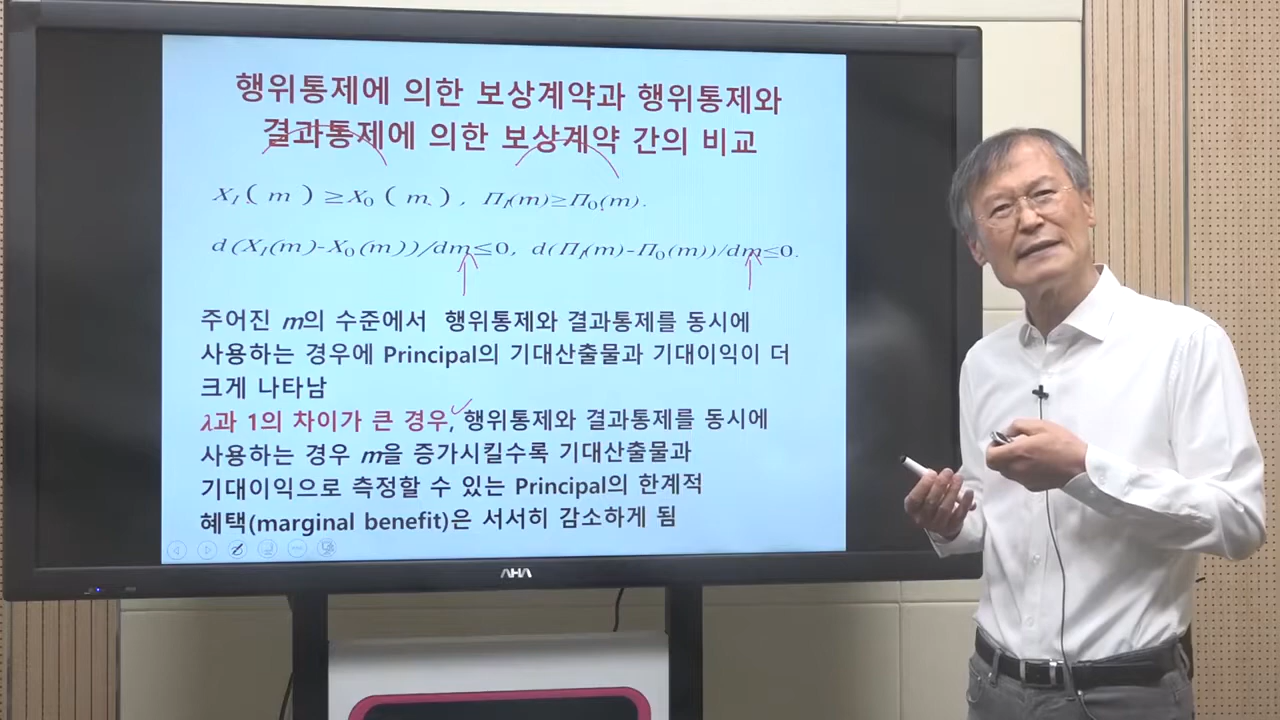 행위통제에 의한 보상계약과 행위통제와
결과통제에 의한 보상계약 간의 비교
X₁( m ) ≥X₀ ( m ) , Π₁(m)≥Π₀(m).
d(X₁(m)-X₀(m))/dm≤0, d(Π₁(m)-Π₀(m))/dm≤0.
주어진 m의 수준에서 행위통제와 결과통제를 동시에
사용하는 경우에 Principal의 기대산출물과 기대이익이 더
크게 나타남
λ과 1의 차이가 큰 경우, 행위통제와 결과통제를 동시에
사용하는 경우 m을 증가시킬수록 기대산출물과
기대이익으로 측정할 수 있는 Principal의 한계적
혜택(marginal benefit)은 서서히 감소하게 됨
AHA